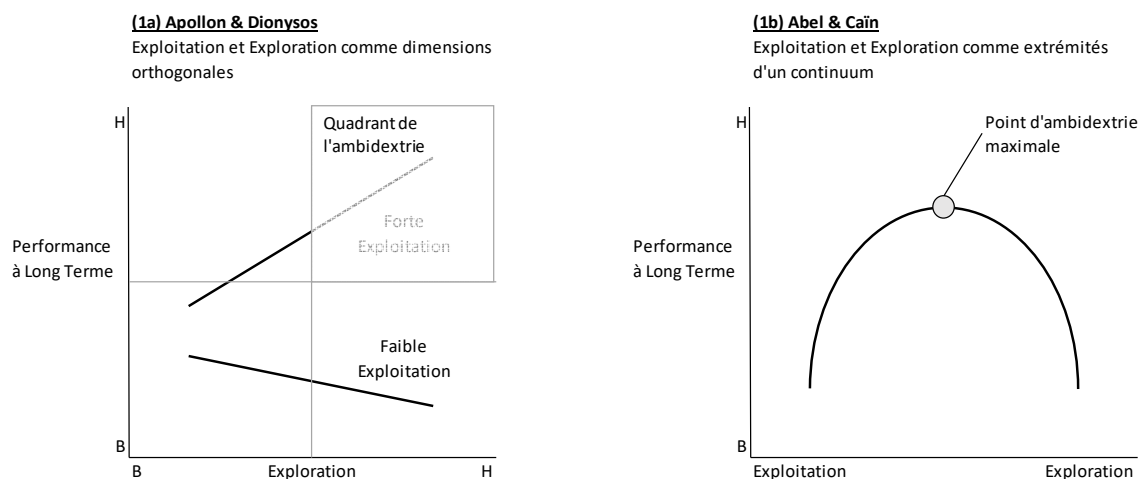 (1a) Apollon & Dionysos
Exploitation et Exploration comme dimensions
orthogonales
H
Quadrant de
l'ambidextrie
Forte
Exploitation
Performance
à Long Terme
Faible
Exploitation
B
B
Exploration
H
(1b) Abel & Caïn
Exploitation et Exploration comme extrémités
d'un continuum
H
Point d'ambidextrie
maximale
Performance
à Long Terme
B
Exploitation
Exploration